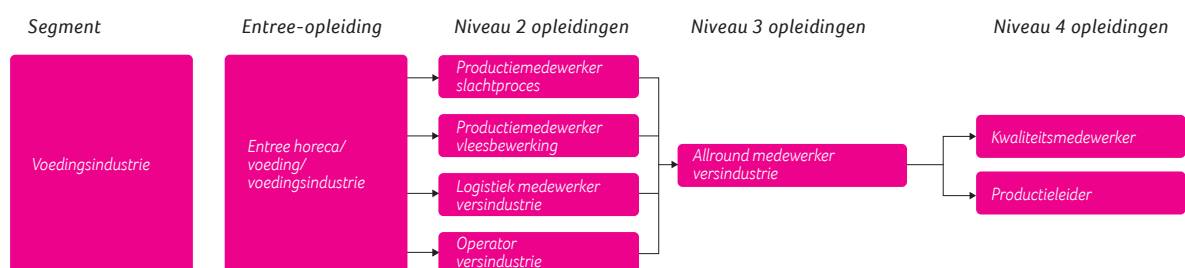 Segment
Entree-opleiding
Niveau 2 opleidingen
Niveau 3 opleidingen
Niveau 4 opleidingen
Voedingsindustrie
Entree horeca/
voeding/
voedingsindustrie
Productiemedewerker
slachtproces
Productiemedewerker
vleesbewerking
Logistiek medewerker
versindustrie
Operator
versindustrie
Allround medewerker
versindustrie
Kwaliteitsmedewerker
Productieleider